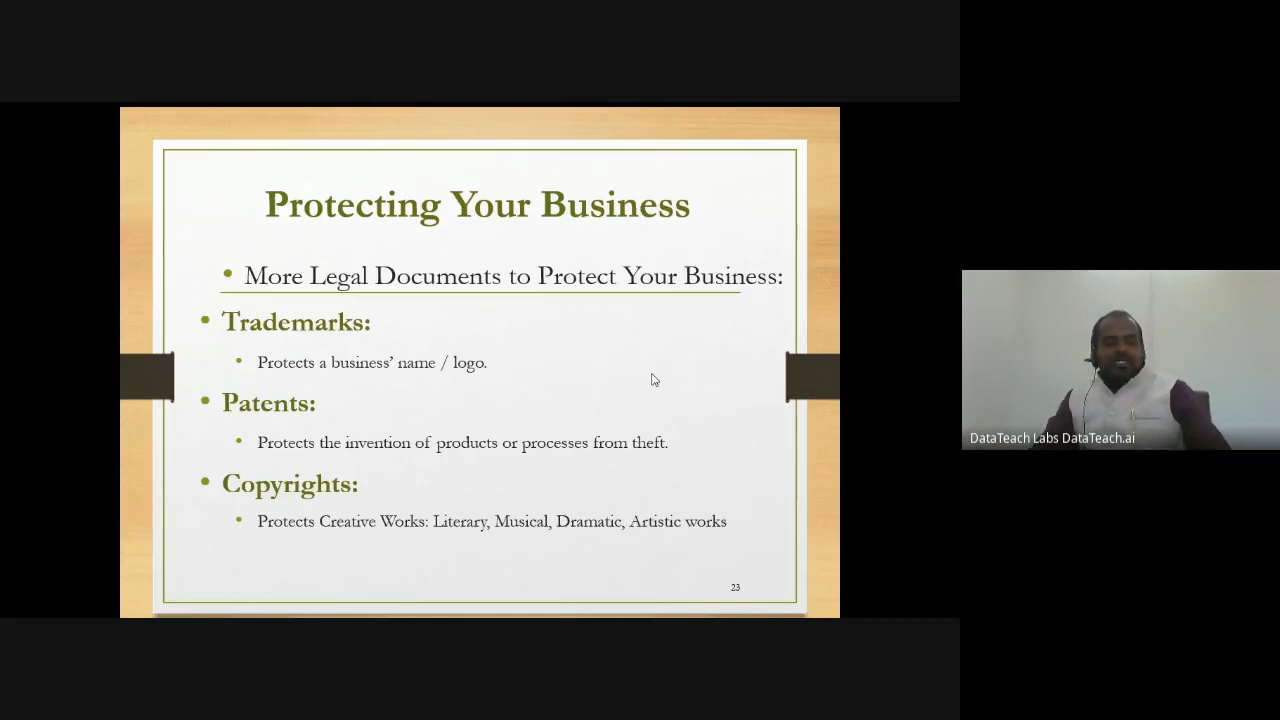 Protecting Your Business
• More Legal Documents to Protect Your Business:
• Trademarks:
• Protects a business’ name / logo.
• Patents:
• Protects the invention of products or processes from theft.
• Copyrights:
• Protects Creative Works: Literary, Musical, Dramatic, Artistic works
23
DataTeach Labs DataTeach.ai